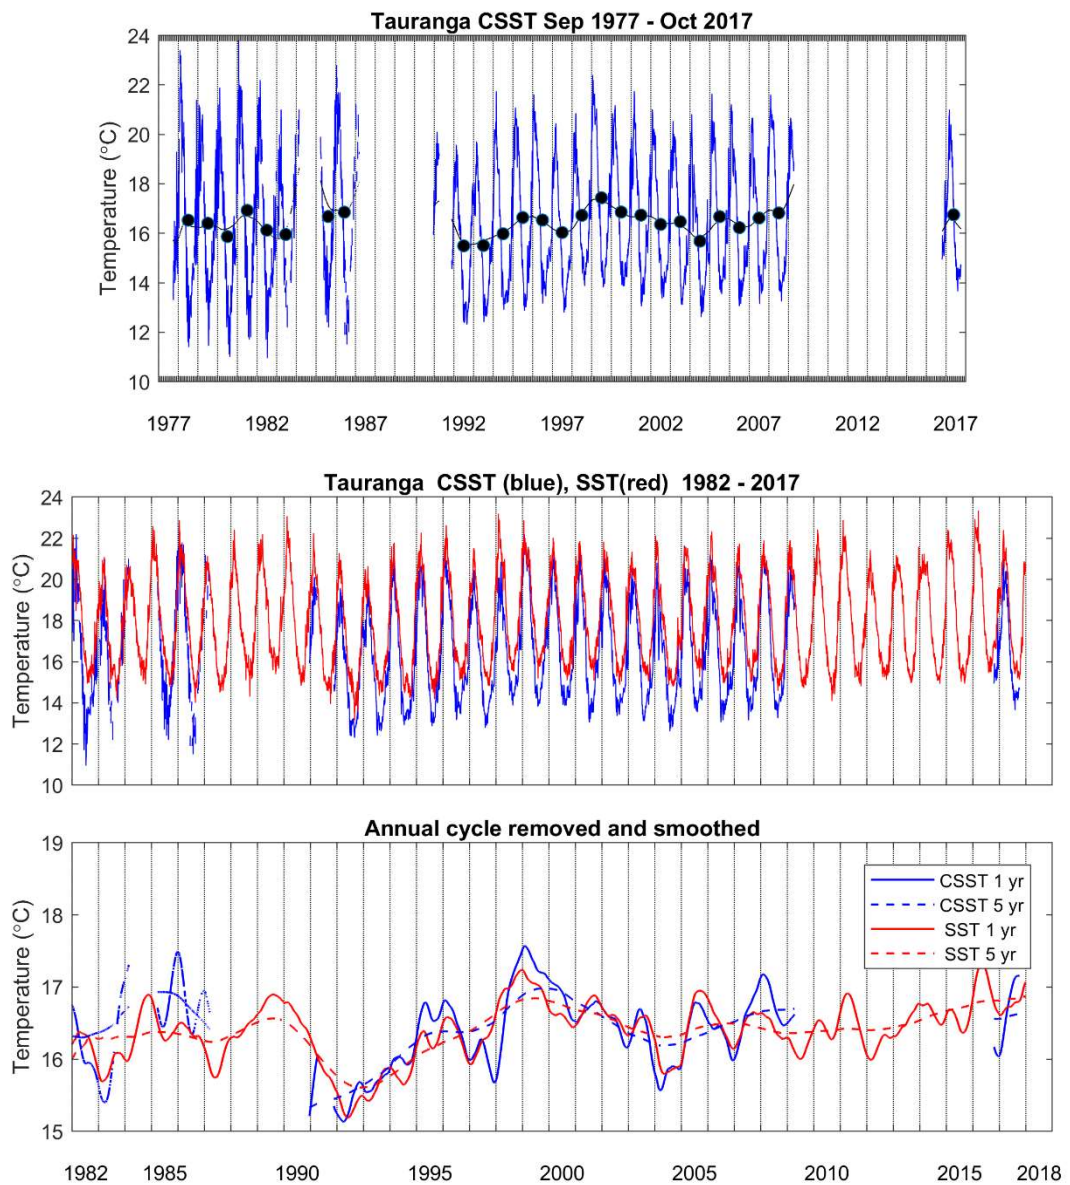 Tauranga CSST Sep 1977 - Oct 2017
24
22
20
18
16
14
12
10
Temperature (°C)
1977 1982 1987 1992 1997 2002 2007 2012 2017
Tauranga CSST (blue), SST(red) 1982 - 2017
24
22
20
18
16
14
12
10
Temperature (°C)
Annual cycle removed and smoothed
19
18
17
16
15
Temperature (°C)
CSST 1 yr
CSST 5 yr
SST 1 yr
SST 5 yr
1982 1985 1990 1995 2000 2005 2010 2015 2018